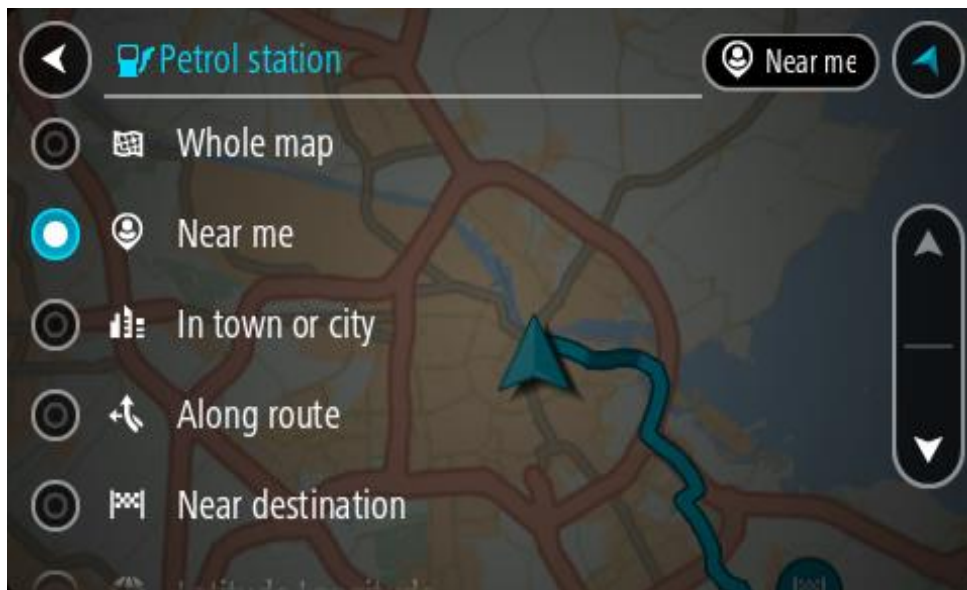 Petrol station
Near me
Whole map
Near me
In town or city
Along route
Near destination